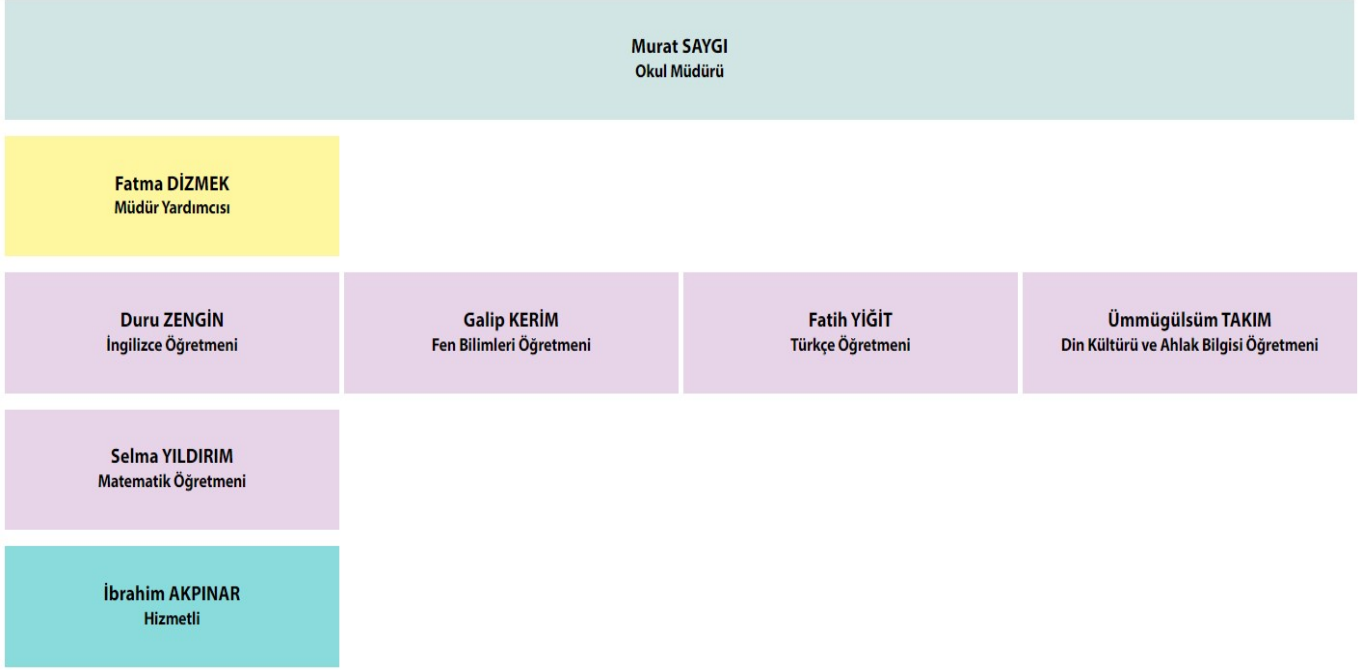 Murat SAYGI
Okul Müdürü
Fatma DİZMEK
Müdür Yardımcısı
Duru ZENGİN
İngilizce Öğretmeni
Galip KERİM
Fen Bilimleri Öğretmeni
Fatih YİĞİT
Türkçe Öğretmeni
Ümmügülsüm TAKIM
Din Kültürü ve Ahlak Bilgisi Öğretmeni
Selma YILDIRIM
Matematik Öğretmeni
İbrahim AKPINAR
Hizmetli